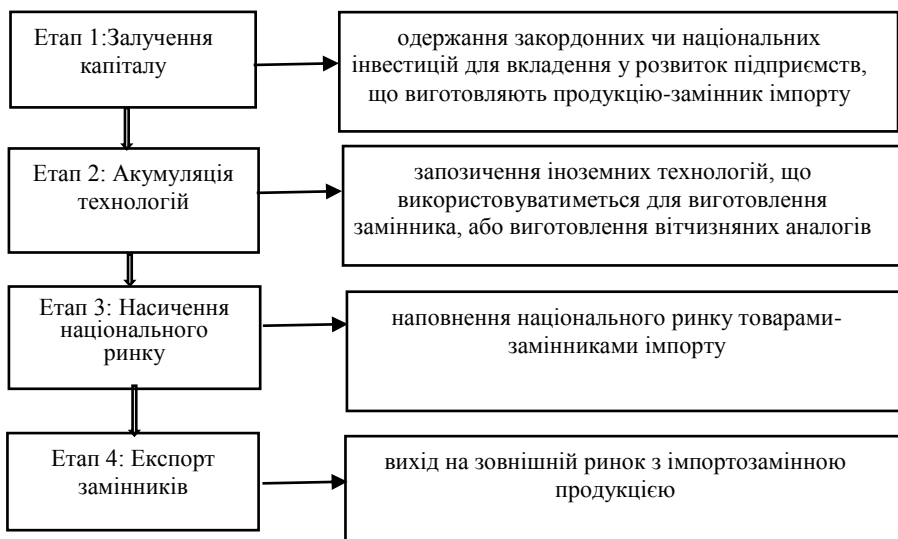 Етап 1:Залучення
капіталу
одержання закордонних чи національних
інвестицій для вкладення у розвиток підприємств,
що виготовляють продукцію-замінник імпорту
Етап 2: Акумуляція
технологій
запозичення іноземних технологій, що
використовуватиметься для виготовлення
замінника, або виготовлення вітчизняних аналогів
Етап 3: Насичення
національного
ринку
наповнення національного ринку товарами-
замінниками імпорту
Етап 4: Експорт
замінників
вихід на зовнішній ринок з імпортозамінною
продукцією